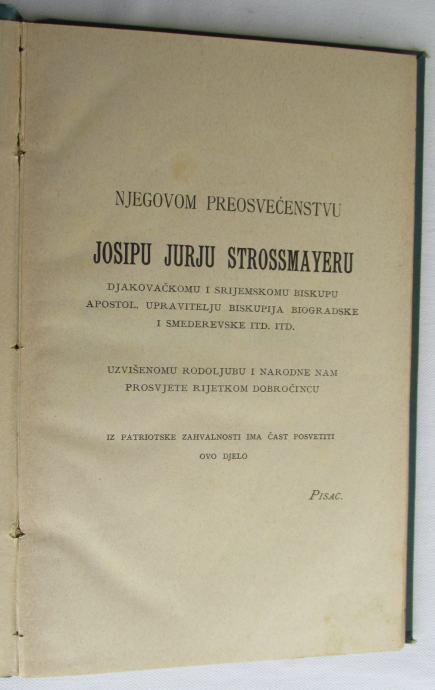 NJEGOVOM PREOSVEĆENSTVU
JOSIPU JURJU STROSSMAYERU
DJAKOVAČKOMU I SRIJEMSKOMU BISKUPU
APOSTOL. UPRAVITELJU BISKUPIJA BIOGRADSKE
I SMEDEREVSKE ITD. ITD.
UZVIŠENOMU RODOLJUBU I NARODNE NAM
PROSVJETE RIJETKOM DOBROČINCU
IZ PATRIOTSKE ZAHVALNOSTI IMA ČAST POSVETITI
OVO DJELO
PISAC.